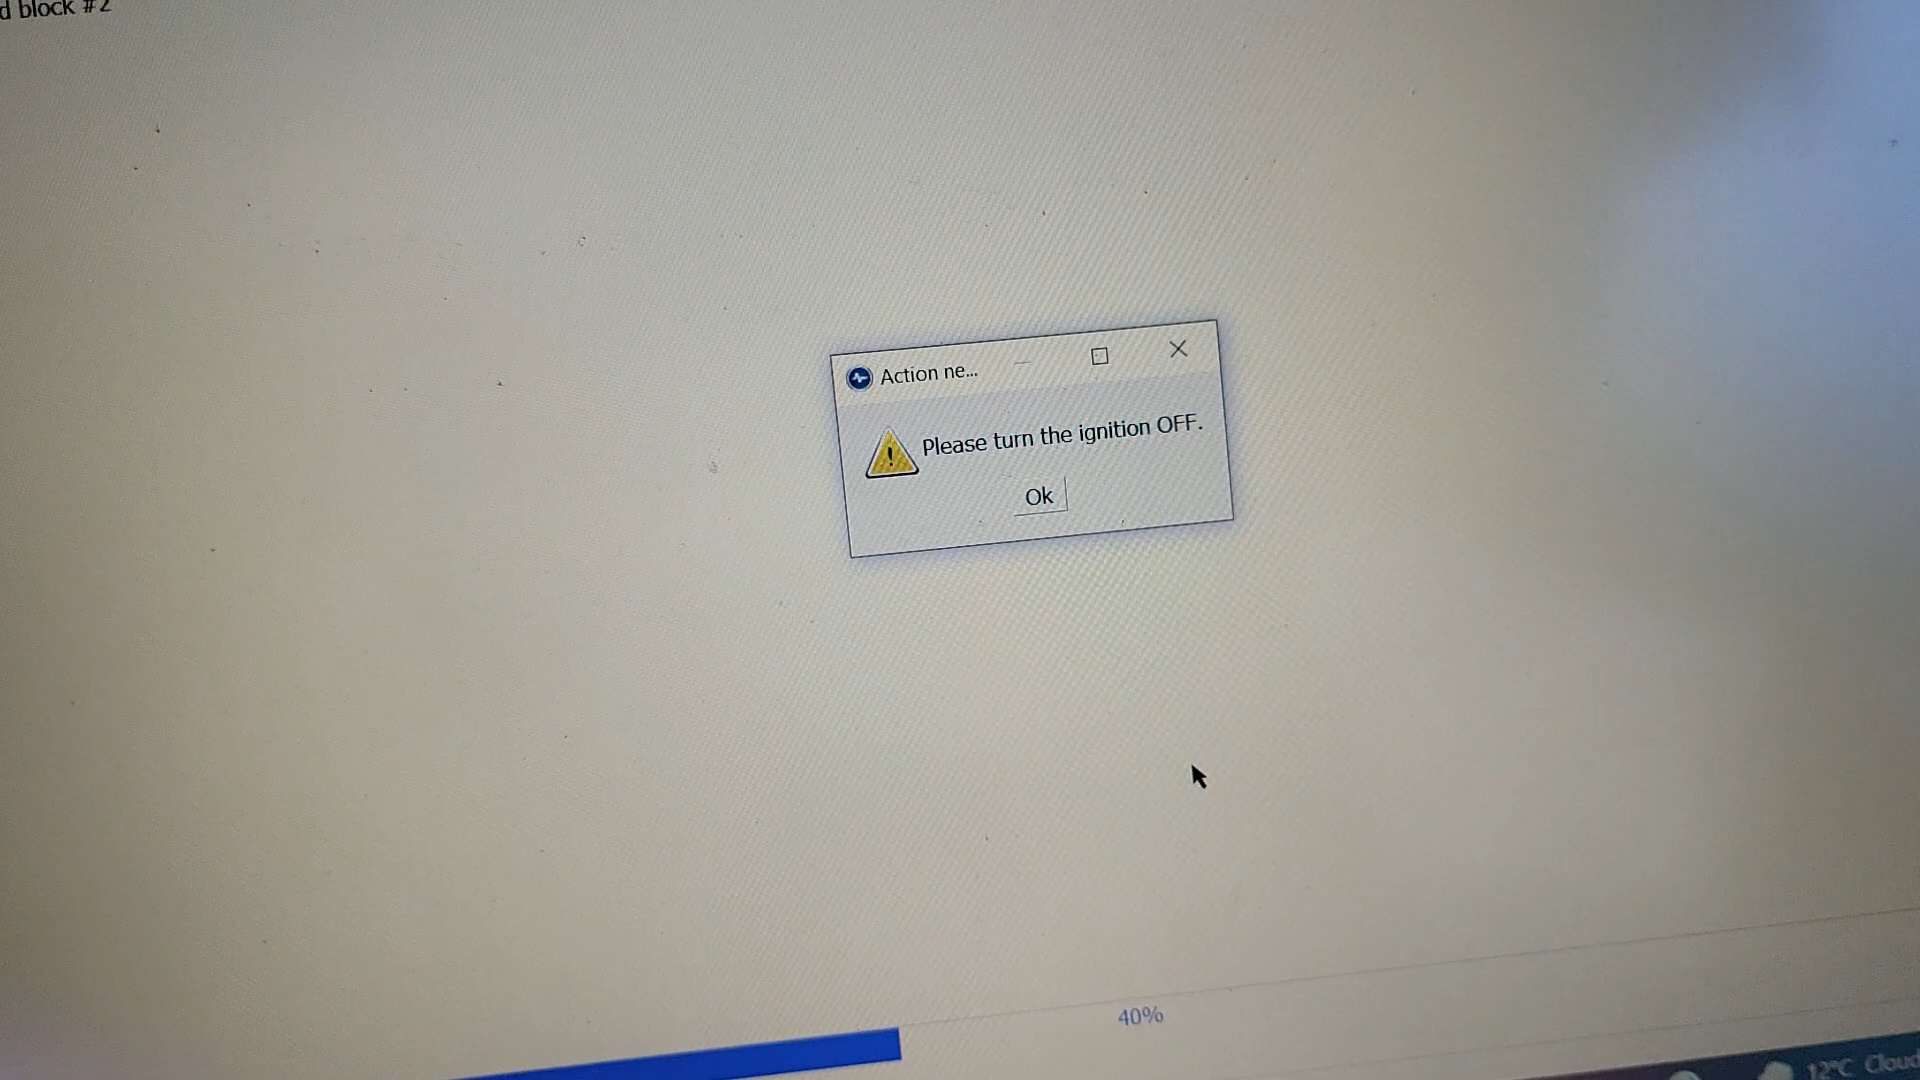 d block #2
Action ne...
Please turn the ignition OFF.
Ok
40%
12°C Cloud